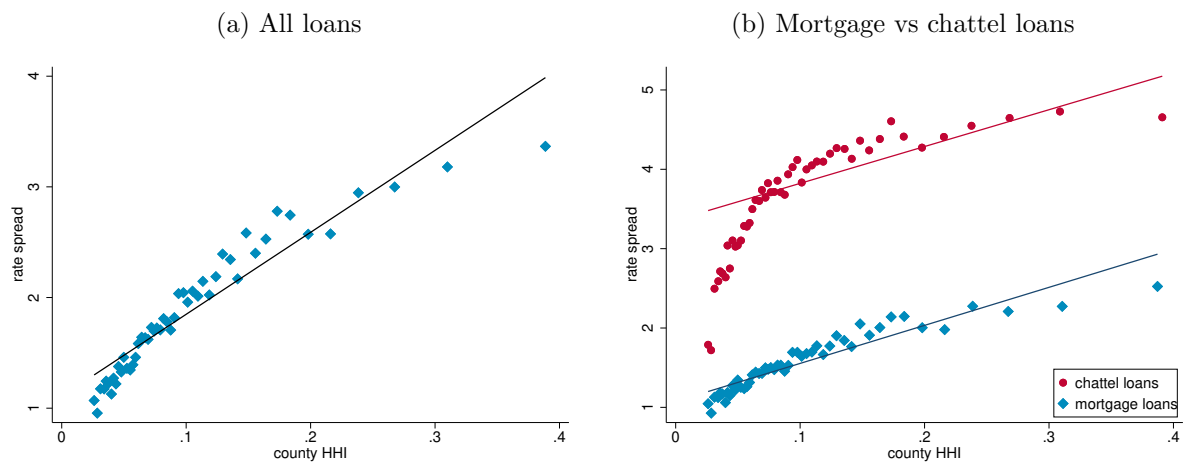 (a) All loans
4
3
2
1
rate spread
0
.1
.2
.3
.4
county HHI
(b) Mortgage vs chattel loans
5
4
3
2
1
rate spread
chattel loans
mortgage loans
0
.1
.2
.3
.4
county HHI